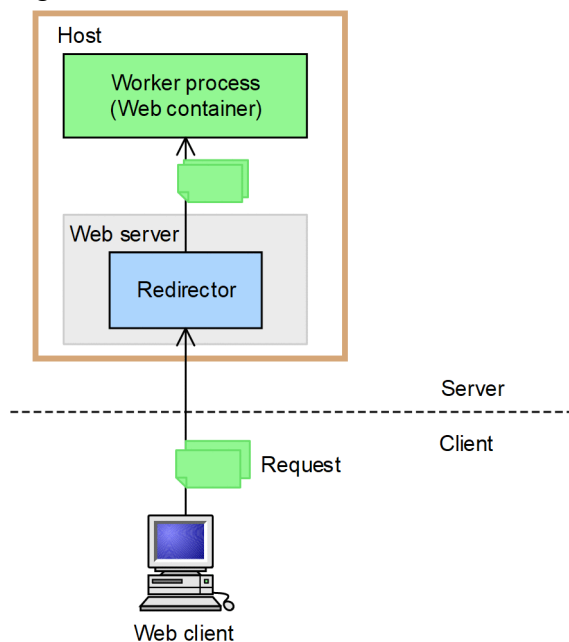 Host
Worker process
(Web container)
Web server
Redirector
Server
Client
Request
Web client